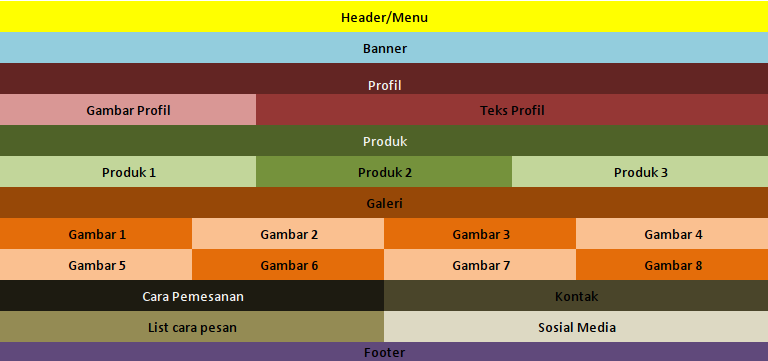 Header/Menu
Banner
Profil
Gambar Profil Teks Profil
Produk
Produk 1 Produk 2 Produk 3
Galeri
Gambar 1 Gambar 2 Gambar 3 Gambar 4
Gambar 5 Gambar 6 Gambar 7 Gambar 8
Cara Pemesanan Kontak
List cara pesan Sosial Media
Footer